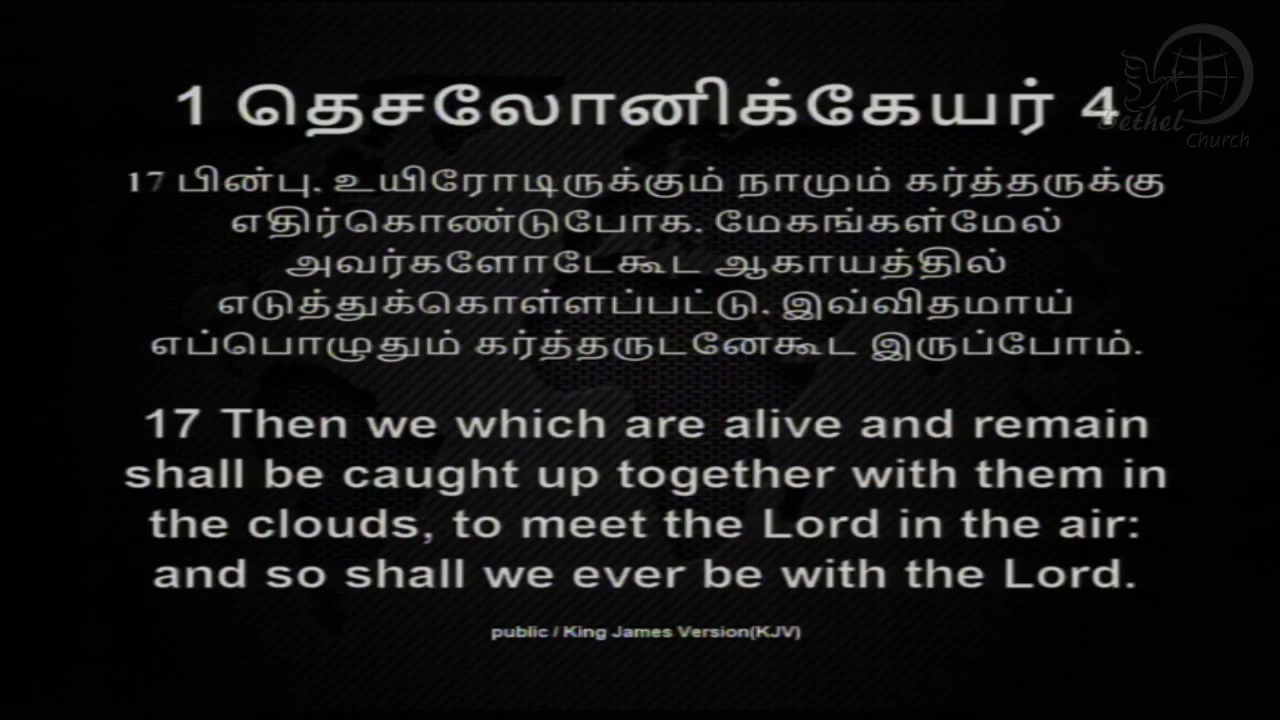 1 தெசலோனிக்கேயர் 4
17 பின்பு, உயிரோடிருக்கும் நாமும் கர்த்தருக்கு
எதிர்கொண்டுபோக, மேகங்கள்மேல்
அவர்களோடேகூட ஆகாயத்தில்
எடுத்துக்கொள்ளப்பட்டு, இவ்விதமாய்
எப்பொழுதும் கர்த்தருடனேகூட இருப்போம்.
17 Then we which are alive and remain
shall be caught up together with them in
the clouds, to meet the Lord in the air:
and so shall we ever be with the Lord.
public / King James Version(KJV)
Bethel
Church